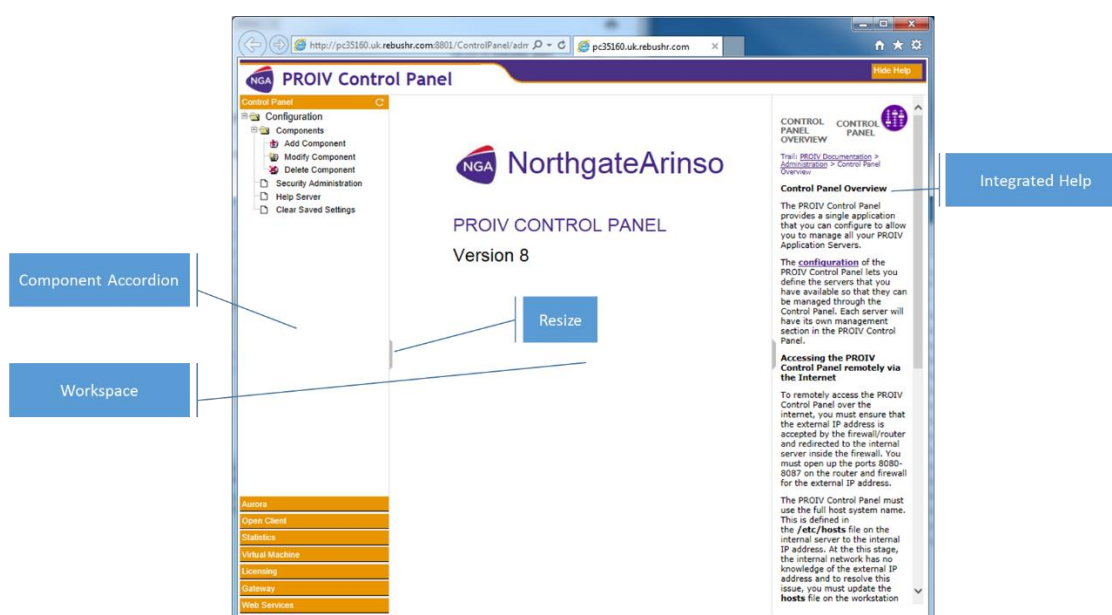 http://pc35160.uk.rebushr.com:8801/ControlPanel/adm
pc35160.uk.rebushr.com
NGA
PROIV Control Panel
Hide Help
Control Panel
Configuration
Components
Add Component
Modify Component
Delete Component
Security Administration
Help Server
Clear Saved Settings
Component Accordion
Workspace
NGA
NorthgateArinso
PROIV CONTROL PANEL
Version 8
Resize
Aurora
Open Client
Statistics
Virtual Machine
Licensing
Gateway
Web Services
CONTROL
PANEL
OVERVIEW
CONTROL
PANEL
Trail: PROIV Documentation >
Administration > Control Panel
Overview
Control Panel Overview
The PROIV Control Panel
provides a single application
that you can configure to allow
you to manage all your PROIV
Application Servers.
The configuration of the
PROIV Control Panel lets you
define the servers that you
have available so that they can
be managed through the
Control Panel. Each server will
have its own management
section in the PROIV Control
Panel.
Accessing the PROIV
Control Panel remotely via
the Internet
To remotely access the PROIV
Control Panel over the
internet, you must ensure that
the external IP address is
accepted by the firewall/router
and redirected to the internal
server inside the firewall. You
must open up the ports 8080-
8087 on the router and firewall
for the external IP address.
The PROIV Control Panel must
use the full host system name.
This is defined in
the /etc/hosts file on the
internal server to the internal
IP address. At the this stage,
the internal network has no
knowledge of the external IP
address and to resolve this
issue, you must update the
hosts file on the workstation
Integrated Help